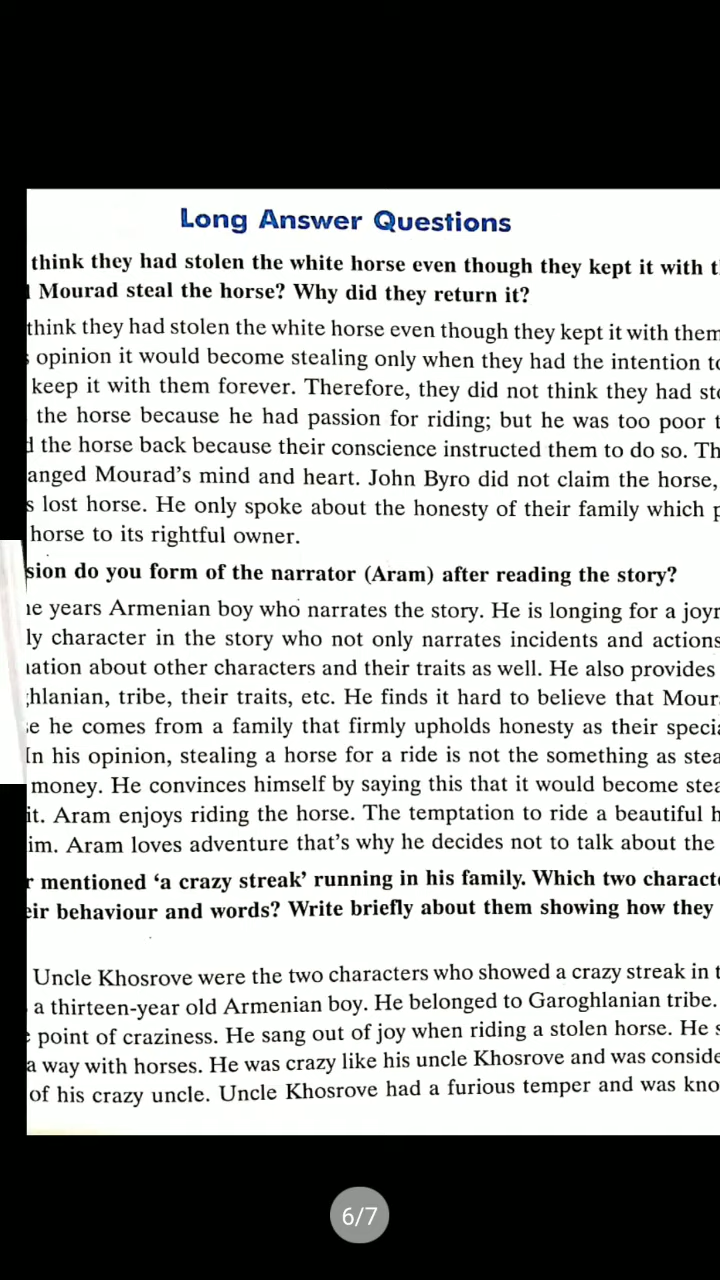 Long Answer Questions
think they had stolen the white horse even though they kept it with
Mourad steal the horse? Why did they return it?
think they had stolen the white horse even though they kept it with them
opinion it would become stealing only when they had the intention
keep it with them forever. Therefore, they did not think they had
the horse because he had passion for riding; but he was too poor
the horse back because their conscience instructed them to do so.
anged Mourad's mind and heart. John Byro did not claim the horse,
lost horse. He only spoke about the honesty of their family which
horse to its rightful owner.
sion do you form of the narrator (Aram) after reading the story?
years Armenian boy who narrates the story. He is longing for a
ly character in the story who not only narrates incidents and actions
ation about other characters and their traits as well. He also provides
hlanian, tribe, their traits, etc. He finds it hard to believe that
he comes from a family that firmly upholds honesty as their
In his opinion, stealing a horse for a ride is not the something as
money. He convinces himself by saying this that it would become
it. Aram enjoys riding the horse. The temptation to ride a beautiful
im. Aram loves adventure that's why he decides not to talk about the
mentioned 'a crazy streak' running in his family. Which two
eir behaviour and words? Write briefly about them showing how they
Uncle Khosrove were the two characters who showed a crazy streak in
a thirteen-year old Armenian boy. He belonged to Garoghlanian tribe.
point of craziness. He sang out of joy when riding a stolen horse. He
a way with horses. He was crazy like his uncle Khosrove and was
of his crazy uncle. Uncle Khosrove had a furious temper and was
6/7